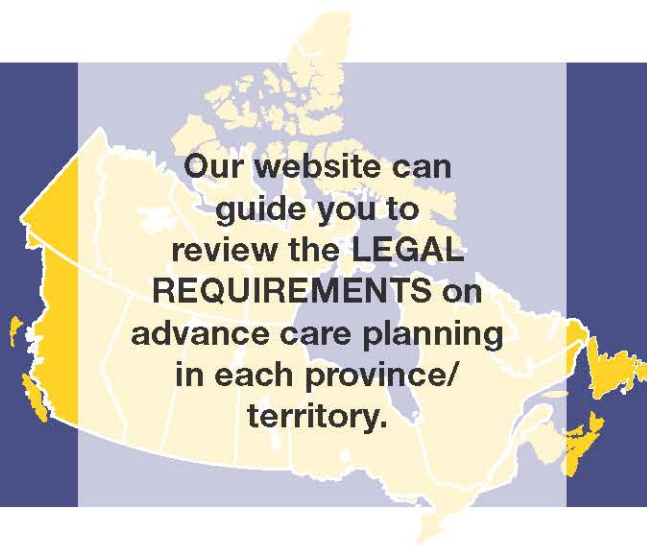 Our website can
guide you to
review the LEGAL
REQUIREMENTS on
advance care planning
in each province/
territory.